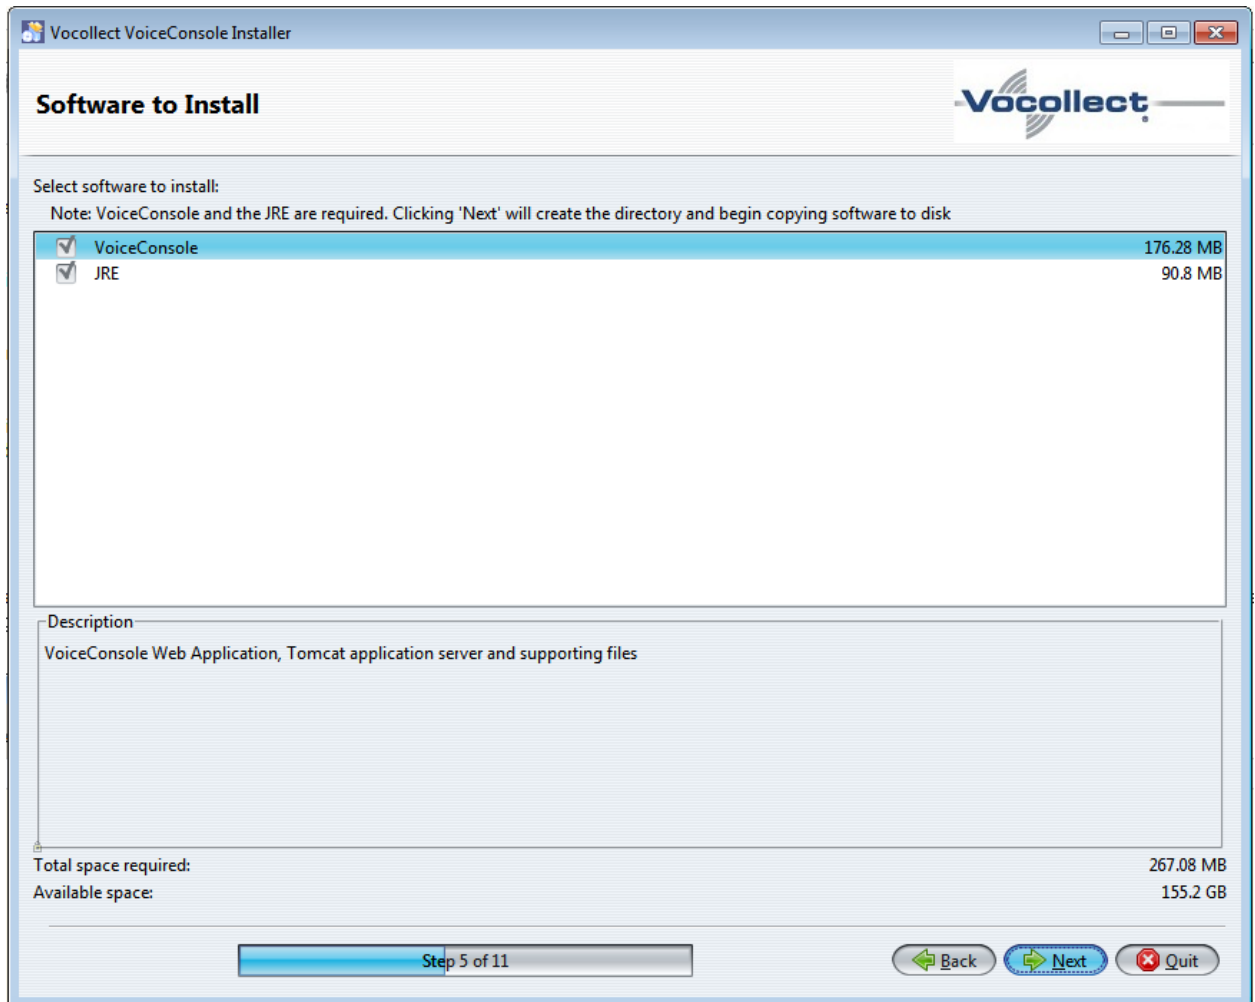 Vocollect VoiceConsole Installer
Software to Install
Vocollect
Select software to install:
Note: VoiceConsole and the JRE are required. Clicking 'Next' will create the directory and begin copying software to disk
VoiceConsole 176.28 MB
JRE 90.8 MB
Description
VoiceConsole Web Application, Tomcat application server and supporting files
Total space required: 267.08 MB
Available space: 155.2 GB
Step 5 of 11 Back Next Quit